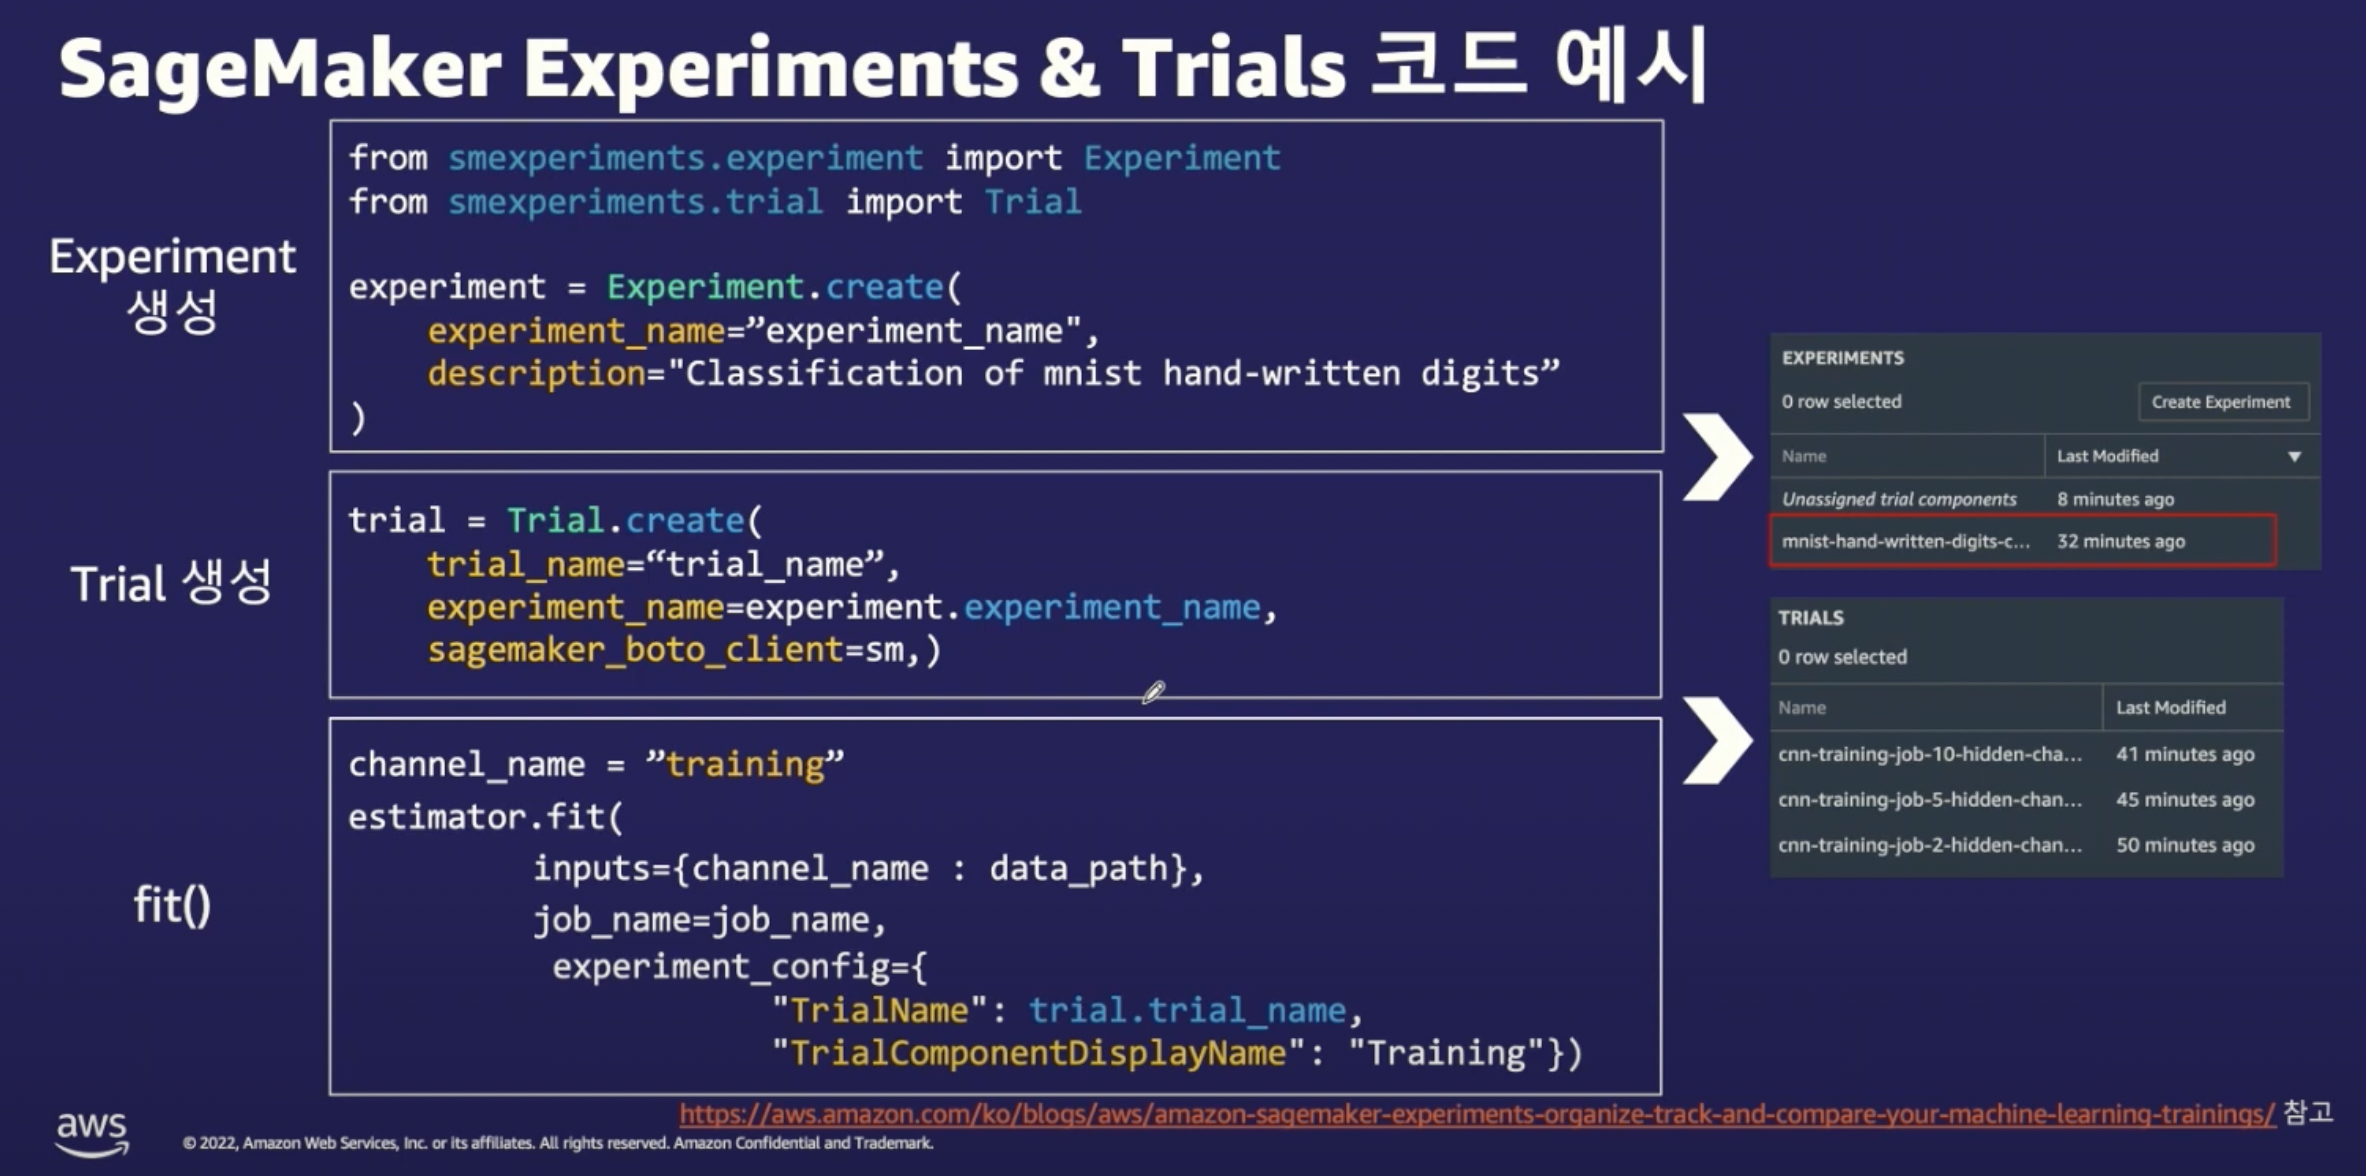 SageMaker Experiments & Trials 코드 예시
Experiment
생성
from smexperiments.experiment import Experiment
from smexperiments.trial import Trial
experiment = Experiment.create(
experiment_name=”experiment_name",
description="Classification of mnist hand-written digits”
)
Trial 생성
trial = Trial.create(
trial_name=“trial_name”,
experiment_name=experiment.experiment_name,
sagemaker_boto_client=sm,)
fit()
channel_name = ”training”
estimator.fit(
inputs={channel_name : data_path},
job_name=job_name,
experiment_config={
"TrialName": trial.trial_name,
"TrialComponentDisplayName": "Training"})
EXPERIMENTS
0 row selected Create Experiment
Name Last Modified ▼
Unassigned trial components 8 minutes ago
mnist-hand-written-digits-c... 32 minutes ago
TRIALS
0 row selected
Name Last Modified
cnn-training-job-10-hidden-cha... 41 minutes ago
cnn-training-job-5-hidden-chan... 45 minutes ago
cnn-training-job-2-hidden-chan... 50 minutes ago
https://aws.amazon.com/ko/blogs/aws/amazon-sagemaker-experiments-organize-track-and-compare-your-machine-learning-trainings/ 참고
aws
© 2022, Amazon Web Services, Inc. or its affiliates. All rights reserved. Amazon Confidential and Trademark.